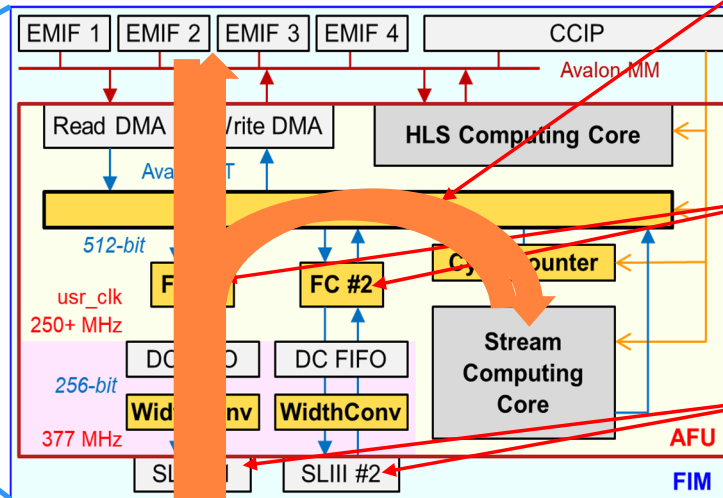 EMIF 1 EMIF 2 EMIF 3 EMIF 4 CCIP
Avalon-MM
Read DMA Write DMA HLS Computing Core
512-bit
FC #2
usr_clk
250+ MHz
DC FIFO
Stream
Computing
Core
256-bit
WidthConv
377 MHz
AFU
SLIII #2
FIM